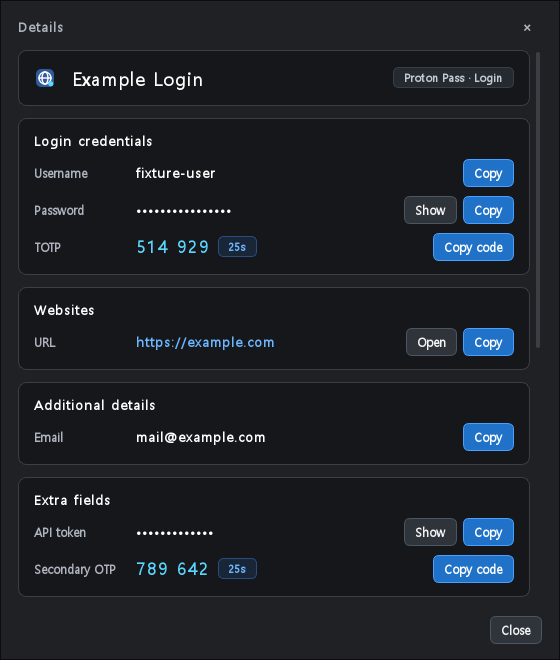 Details ×
Example Login Proton Pass · Login
Login credentials
Username fixture-user Copy
Password •••••••••••••••• Show Copy
TOTP 514 929 25s Copy code
Websites
URL https://example.com Open Copy
Additional details
Email mail@example.com Copy
Extra fields
API token ••••••••••••• Show Copy
Secondary OTP 789 642 25s Copy code
Close